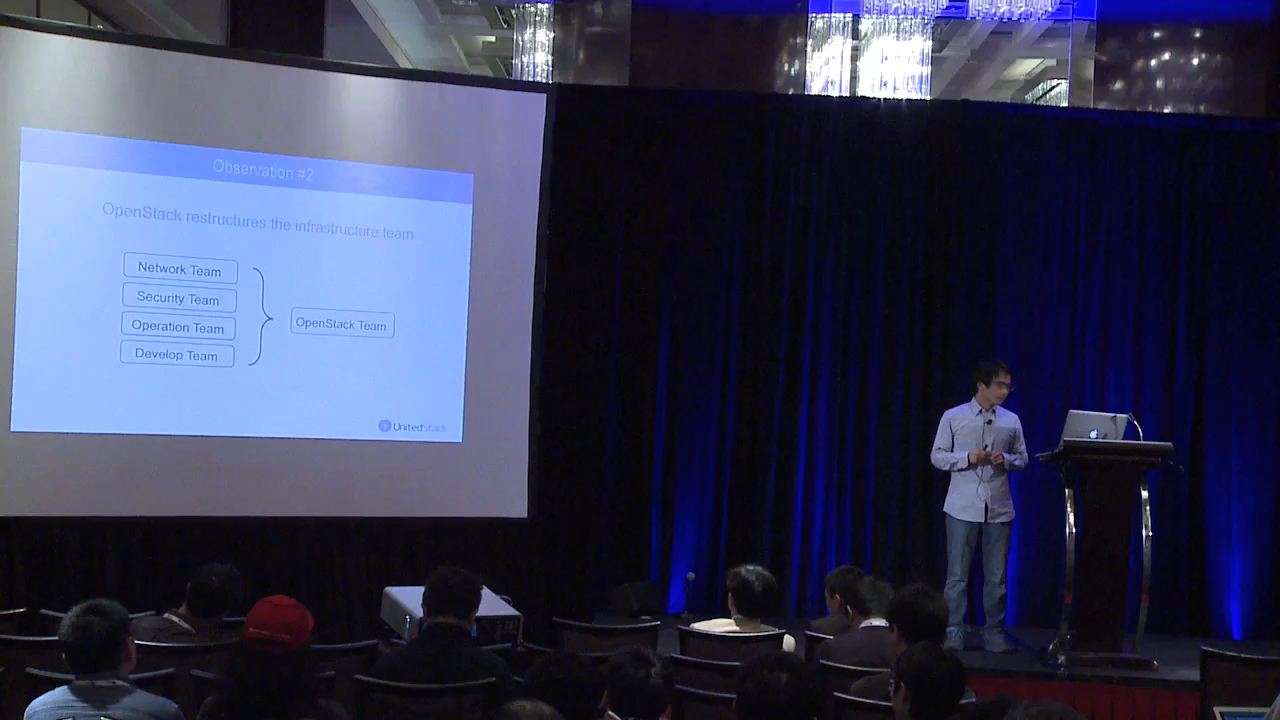 Observation #2
OpenStack restructures the infrastructure team
Network Team
Security Team
Operation Team
Develop Team
OpenStack Team
UnitedStack